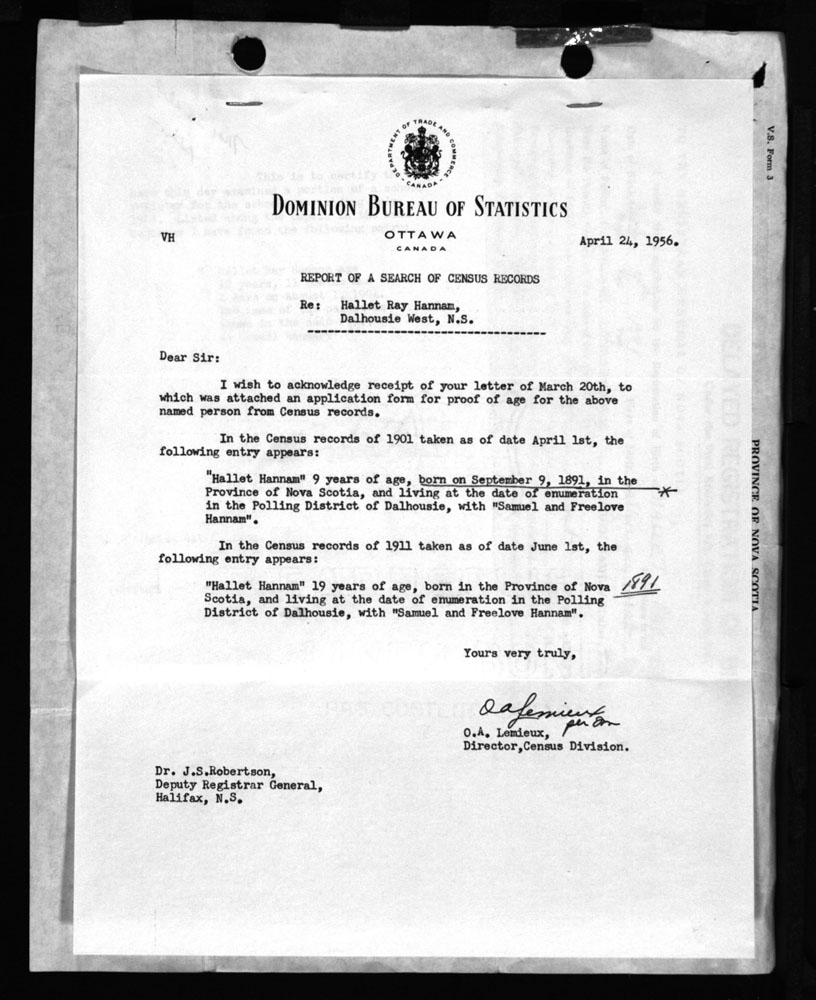 DEPARTMENT OF TRADE AND COMMERCE
CANADA
DOMINION BUREAU OF STATISTICS
OTTAWA
CANADA
VH
April 24, 1956.
REPORT OF A SEARCH OF CENSUS RECORDS
Re: Hallet Ray Hannam,
Dalhousie West, N.S.
Dear Sir:
I wish to acknowledge receipt of your letter of March 20th, to
which was attached an application form for proof of age for the above
named person from Census records.
In the Census records of 1901 taken as of date April 1st, the
following entry appears:
"Hallet Hannam" 9 years of age, born on September 9, 1891, in the
Province of Nova Scotia, and living at the date of enumeration
in the Polling District of Dalhousie, with "Samuel and Freelove
Hannam".
In the Census records of 1911 taken as of date June 1st, the
following entry appears:
"Hallet Hannam" 19 years of age, born in the Province of Nova 1891
Scotia, and living at the date of enumeration in the Polling
District of Dalhousie, with "Samuel and Freelove Hannam".
Yours very truly,
OALemieux
per
O.A. Lemieux,
Director,Census Division.
Dr. J.S.Robertson,
Deputy Registrar General,
Halifax, N.S.
V.S. Form 3
PROVINCE OF NOVA SCOTIA